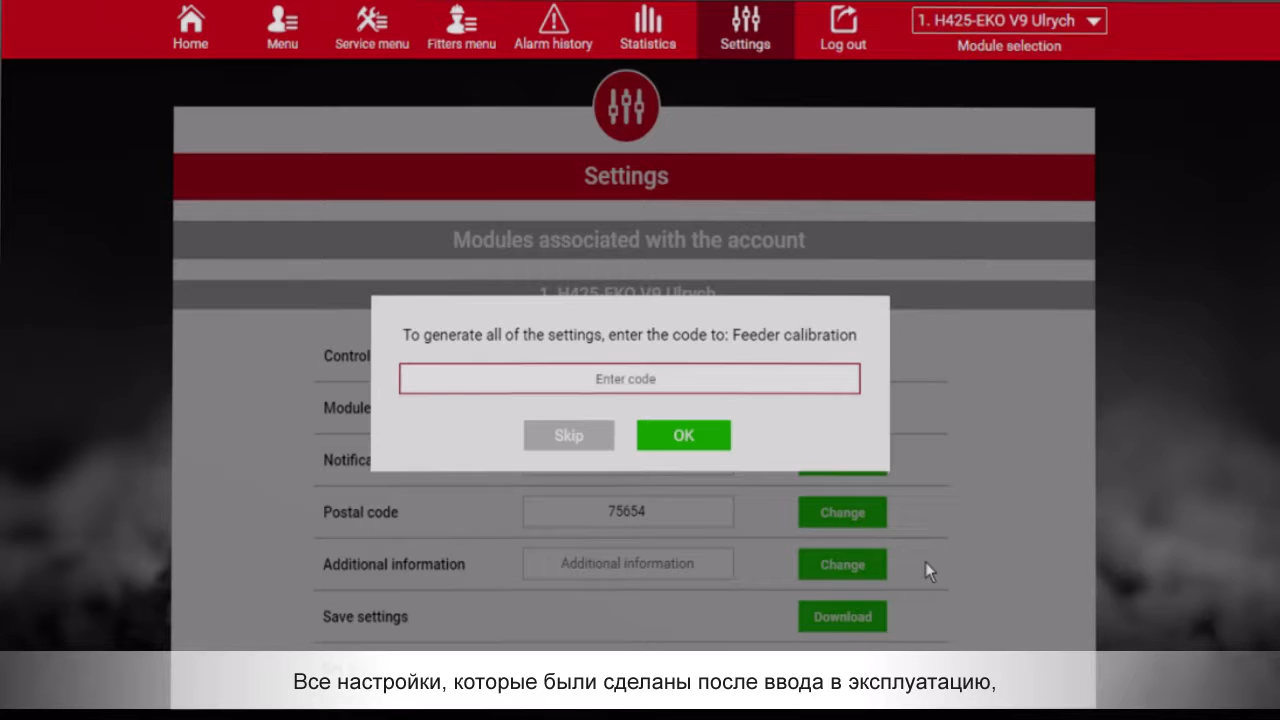 Home
Menu
Service menu
Fitters menu
Alarm history
Statistics
Settings
Log out
1. H425-EKO V9 Ulrych
Module selection
Settings
Modules associated with the account
1. H425-EKO V9 Ulrych
To generate all of the settings, enter the code to: Feeder calibration
Enter code
Skip
OK
Control
Module
Notifica
Postal code
75654
Change
Additional information
Additional information
Change
Save settings
Download
Все настройки, которые были сделаны после ввода в эксплуатацию,